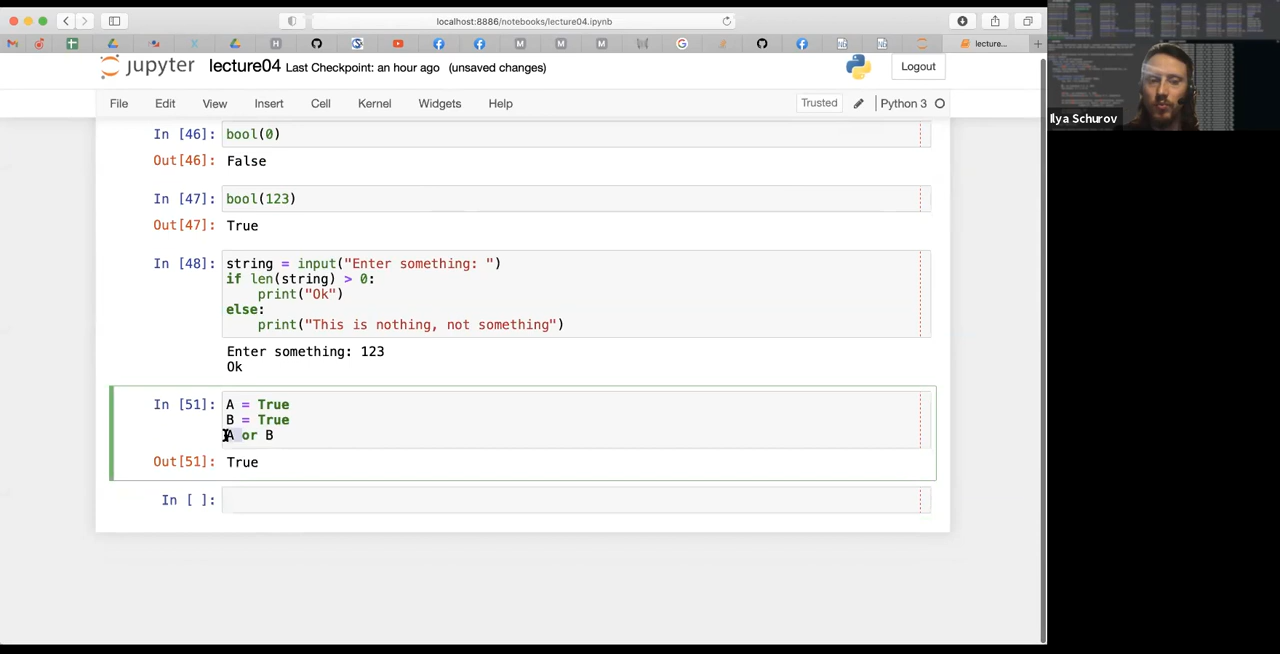 localhost:8886/notebooks/lecture04.ipynb
lecture...
jupyter lecture04 Last Checkpoint: an hour ago (unsaved changes)
Logout
File Edit View Insert Cell Kernel Widgets Help
Trusted Python 3
In [46]: bool(0)
Out[46]: False
In [47]: bool(123)
Out[47]: True
In [48]: string = input("Enter something: ")
if len(string) > 0:
print("Ok")
else:
print("This is nothing, not something")
Enter something: 123
Ok
In [51]: A = True
B = True
A or B
Out[51]: True
In [ ]:
Ilya Schurov